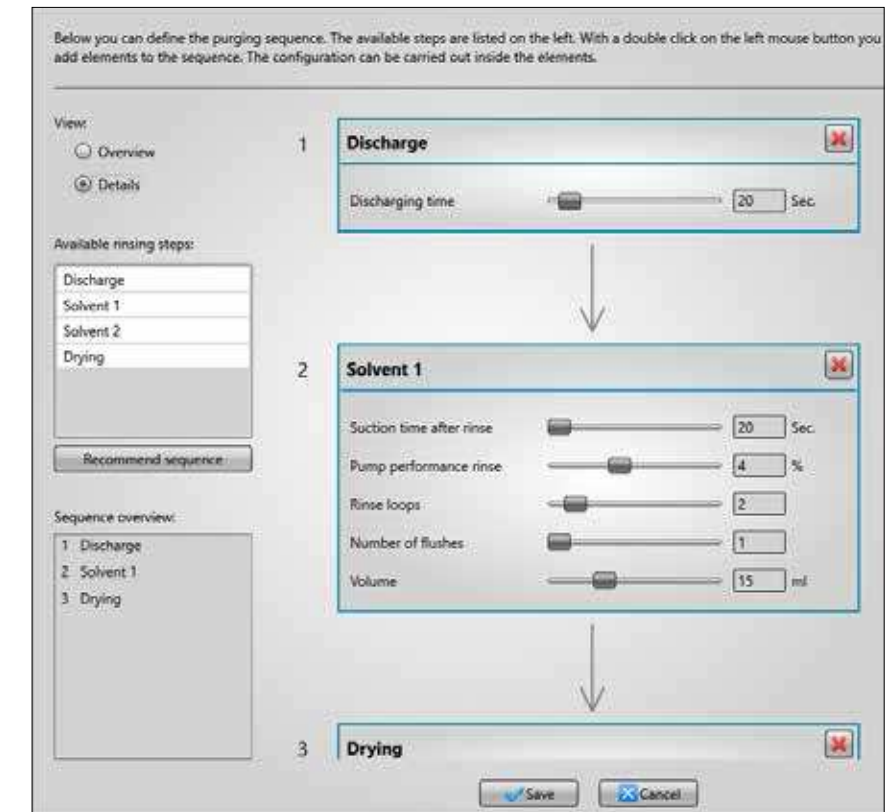 Below you can define the purging sequence. The available steps are listed on the left. With a double click on the left mouse button you
add elements to the sequence. The configuration can be carried out inside the elements.
View:
Overview
Details
Available rinsing steps:
Discharge
Solvent 1
Solvent 2
Drying
Recommend sequence
Sequence overview:
1 Discharge
2 Solvent 1
3 Drying
1 Discharge
Discharging time 20 Sec.
2 Solvent 1
Suction time after rinse 20 Sec.
Pump performance rinse 4 %
Rinse loops 2
Number of flushes 1
Volume 15 ml
3 Drying
Save Cancel